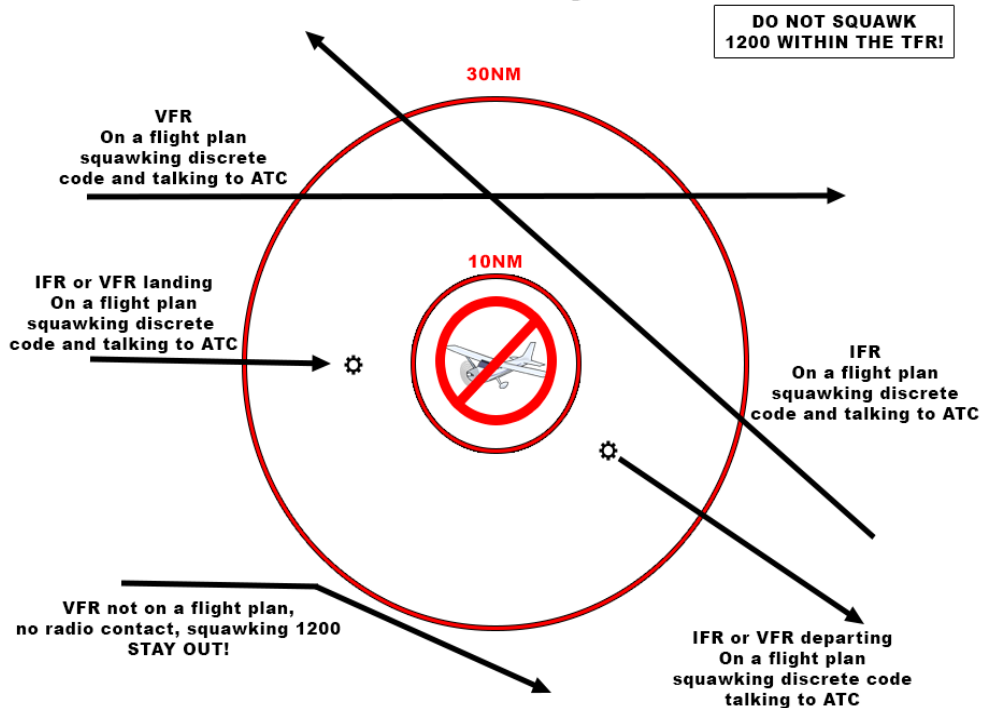 DO NOT SQUAWK
1200 WITHIN THE TFR!
30NM
VFR
On a flight plan
squawking discrete
code and talking to ATC
10NM
IFR or VFR landing
On a flight plan
squawking discrete
code and talking to ATC
IFR
On a flight plan
squawking discrete
code and talking to ATC
VFR not on a flight plan,
no radio contact, squawking 1200
STAY OUT!
IFR or VFR departing
On a flight plan
squawking discrete code
talking to ATC